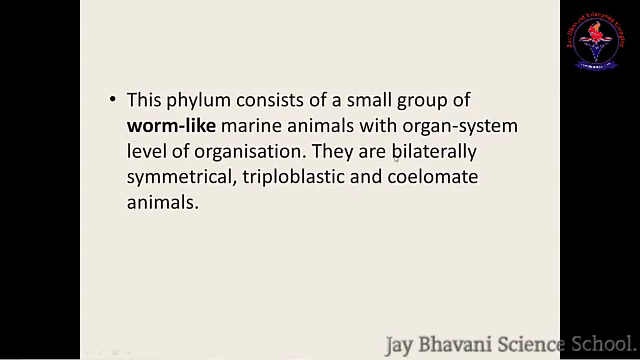 • This phylum consists of a small group of
worm-like marine animals with organ-system
level of organisation. They are bilaterally
symmetrical, triploblastic and coelomate
animals.
Jay Bhavani Science School.